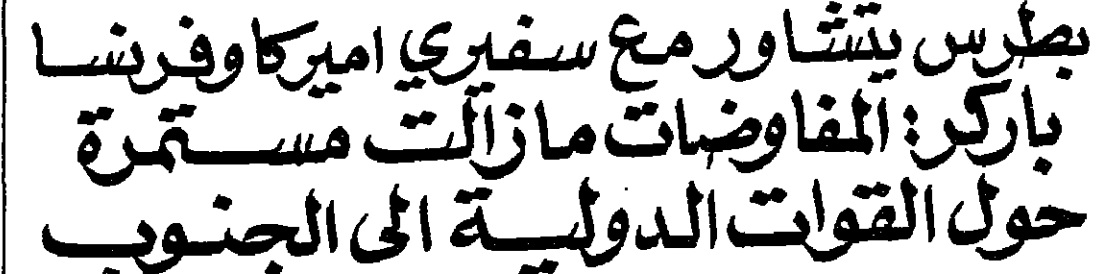 بطرس يتشاور مع سفيري اميركا وفرنسا
باركر: المفاوضات ما زالت مستمرة
حول القوات الدولية الى الجنوب